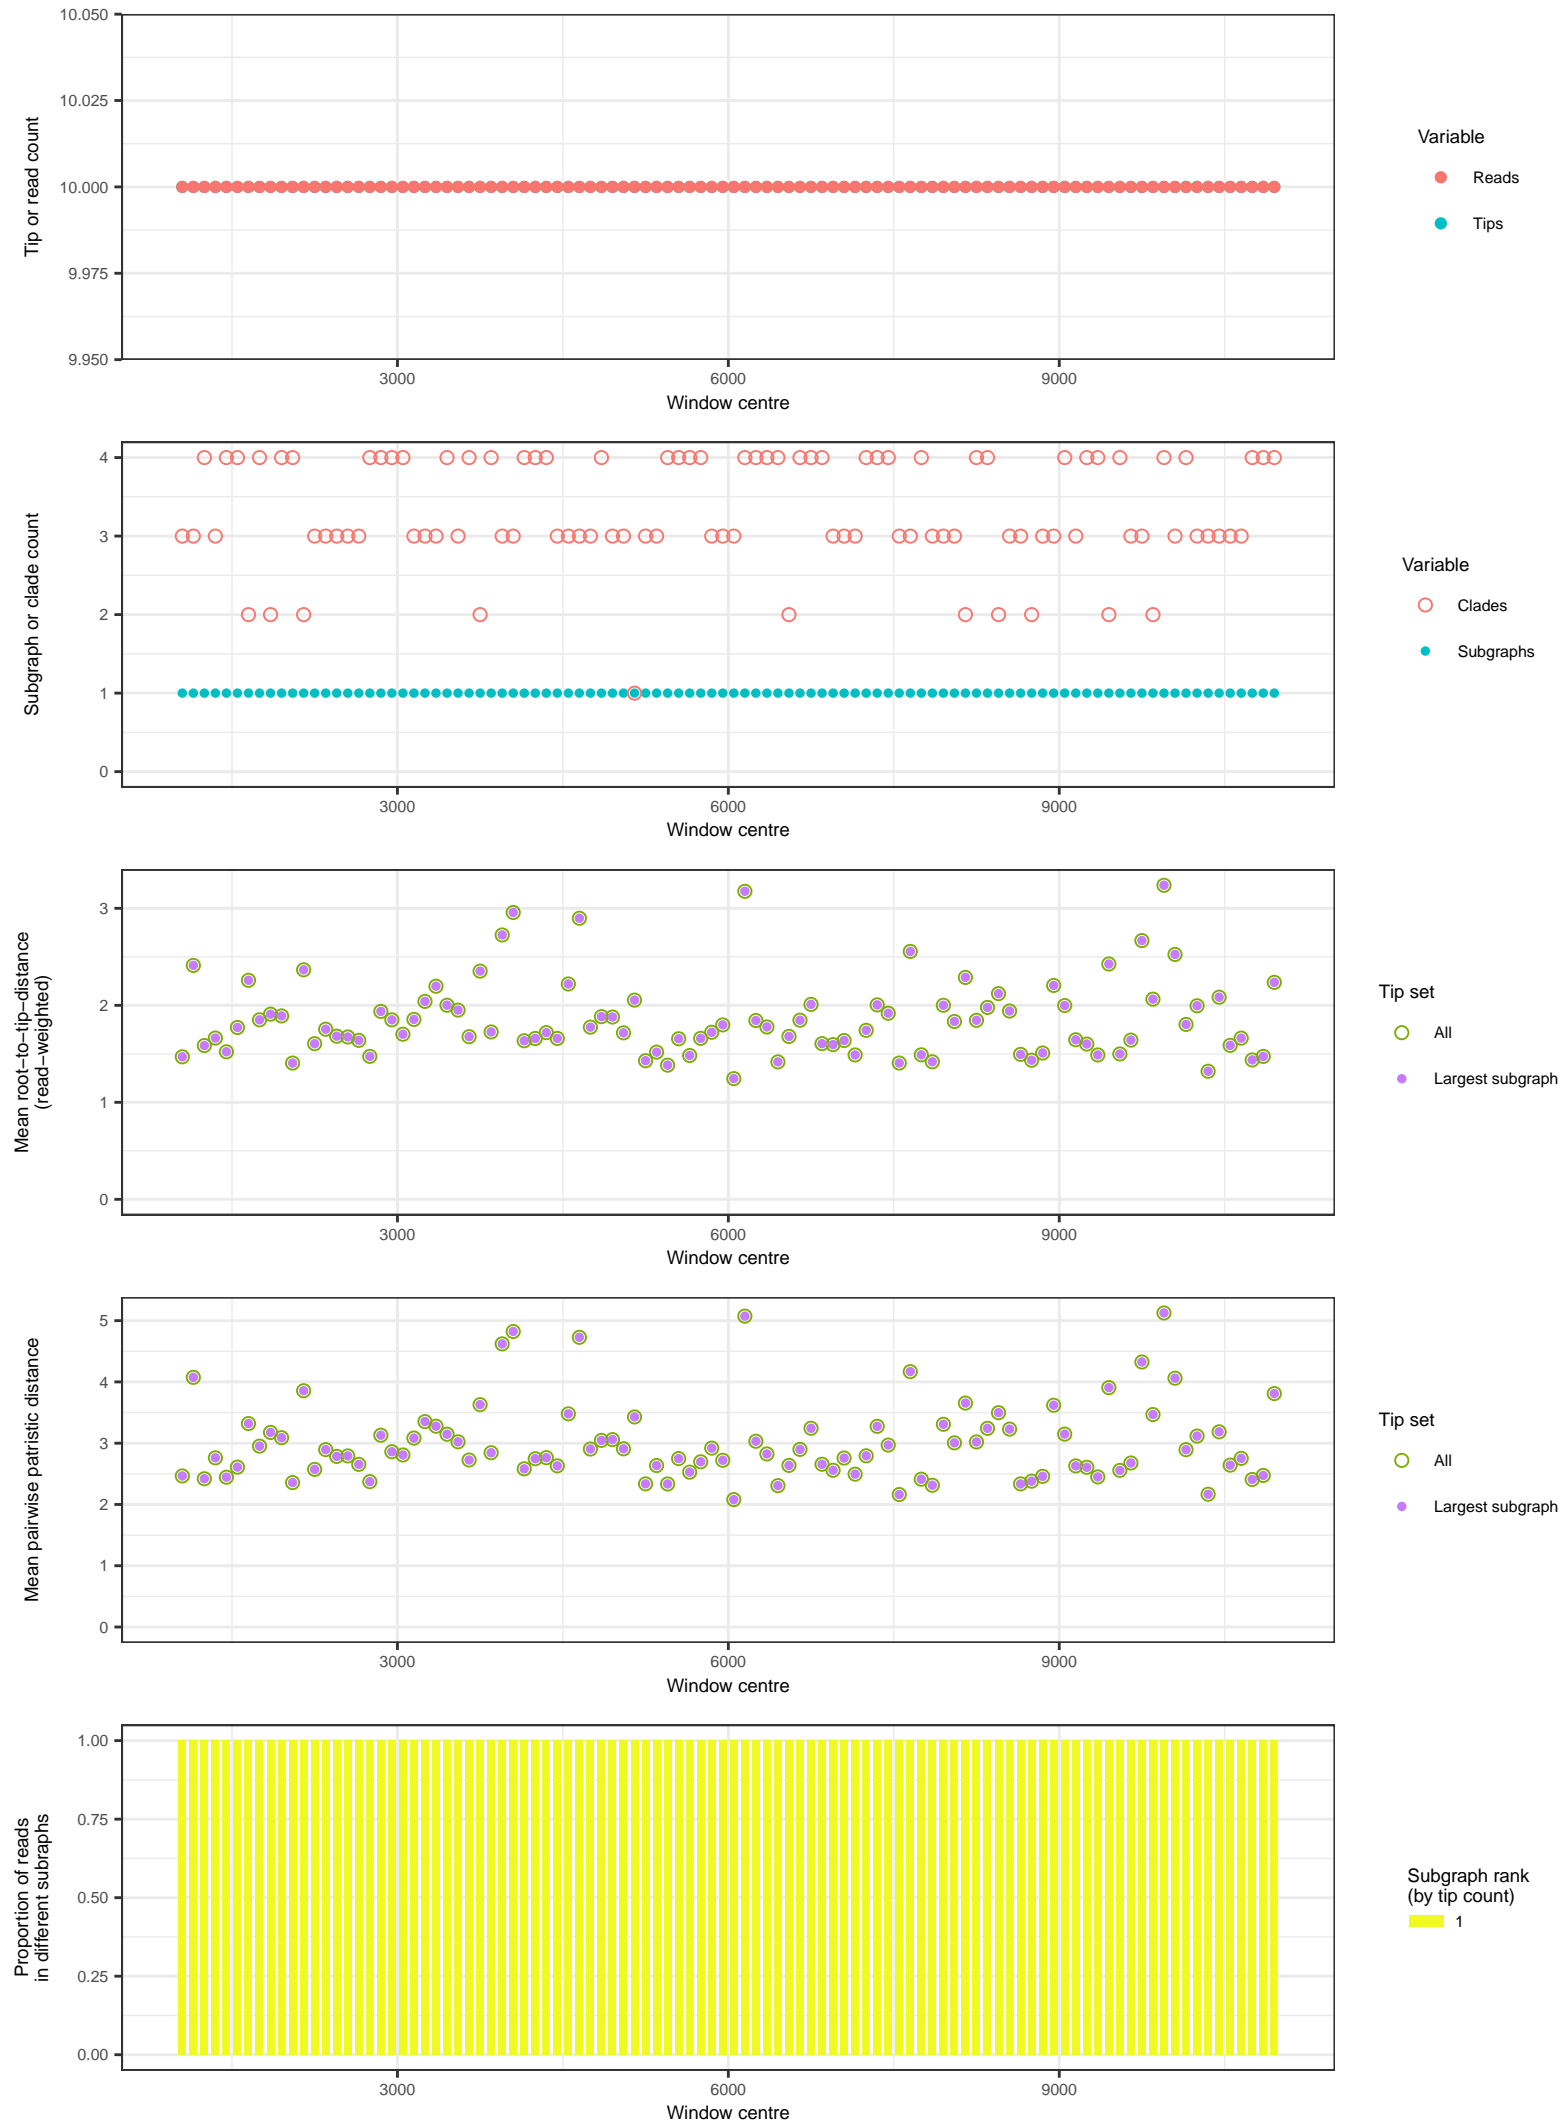 10.050
10.025
10.000
9.975
9.950
Tip or read count
3000
6000
9000
Window centre
Variable
Reads
Tips
4
3
2
1
0
Subgraph or clade count
3000
6000
9000
Window centre
Variable
Clades
Subgraphs
3
2
1
0
Mean root−to−tip−distance
(read−weighted)
3000
6000
9000
Window centre
Tip set
All
Largest subgraph
5
4
3
2
1
0
Mean pairwise patristic distance
3000
6000
9000
Window centre
Tip set
All
Largest subgraph
1.00
0.75
0.50
0.25
0.00
Proportion of reads
in different subraphs
3000
6000
9000
Window centre
Subgraph rank
(by tip count)
1